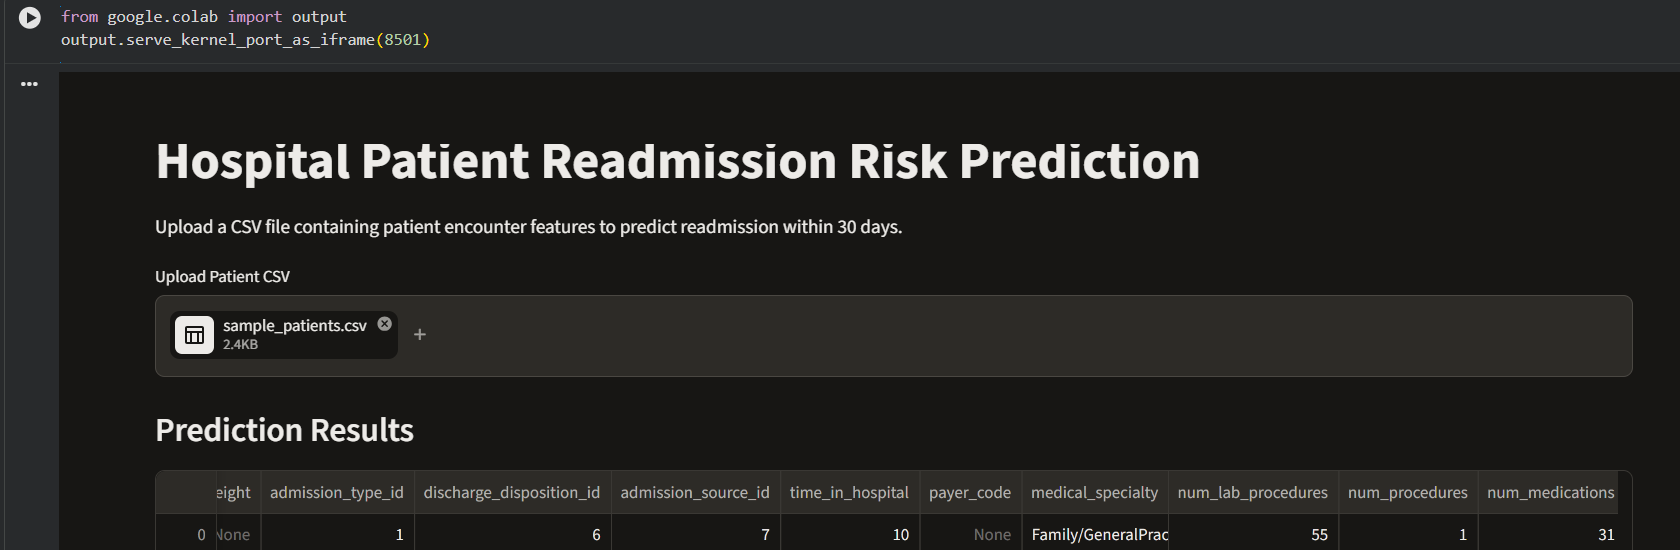 from google.colab import output
output.serve_kernel_port_as_iframe(8501)
Hospital Patient Readmission Risk Prediction
Upload a CSV file containing patient encounter features to predict readmission within 30 days.
Upload Patient CSV
sample_patients.csv
2.4KB
Prediction Results
eight admission_type_id discharge_disposition_id admission_source_id time_in_hospital payer_code medical_specialty num_lab_procedures num_procedures num_medications
0 None 1 6 7 10 None Family/GeneralPrac 55 1 31